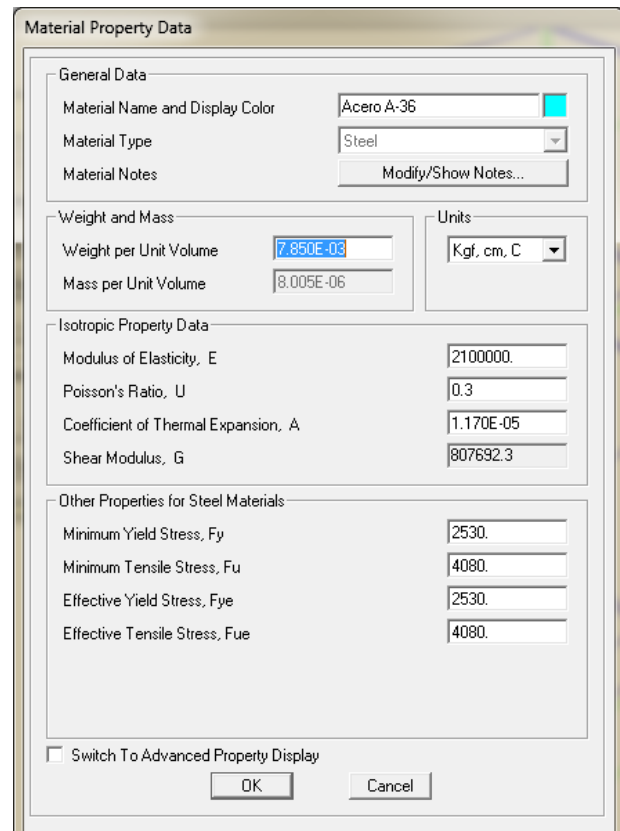 Material Property Data
General Data
Material Name and Display Color Acero A-36
Material Type Steel
Material Notes Modify/Show Notes...
Weight and Mass
Weight per Unit Volume 7.850E-03
Mass per Unit Volume 8.005E-06
Units
Kgf, cm, C
Isotropic Property Data
Modulus of Elasticity, E 2100000.
Poisson's Ratio, U 0.3
Coefficient of Thermal Expansion, A 1.170E-05
Shear Modulus, G 807692.3
Other Properties for Steel Materials
Minimum Yield Stress, Fy 2530.
Minimum Tensile Stress, Fu 4080.
Effective Yield Stress, Fye 2530.
Effective Tensile Stress, Fue 4080.
Switch To Advanced Property Display
OK Cancel